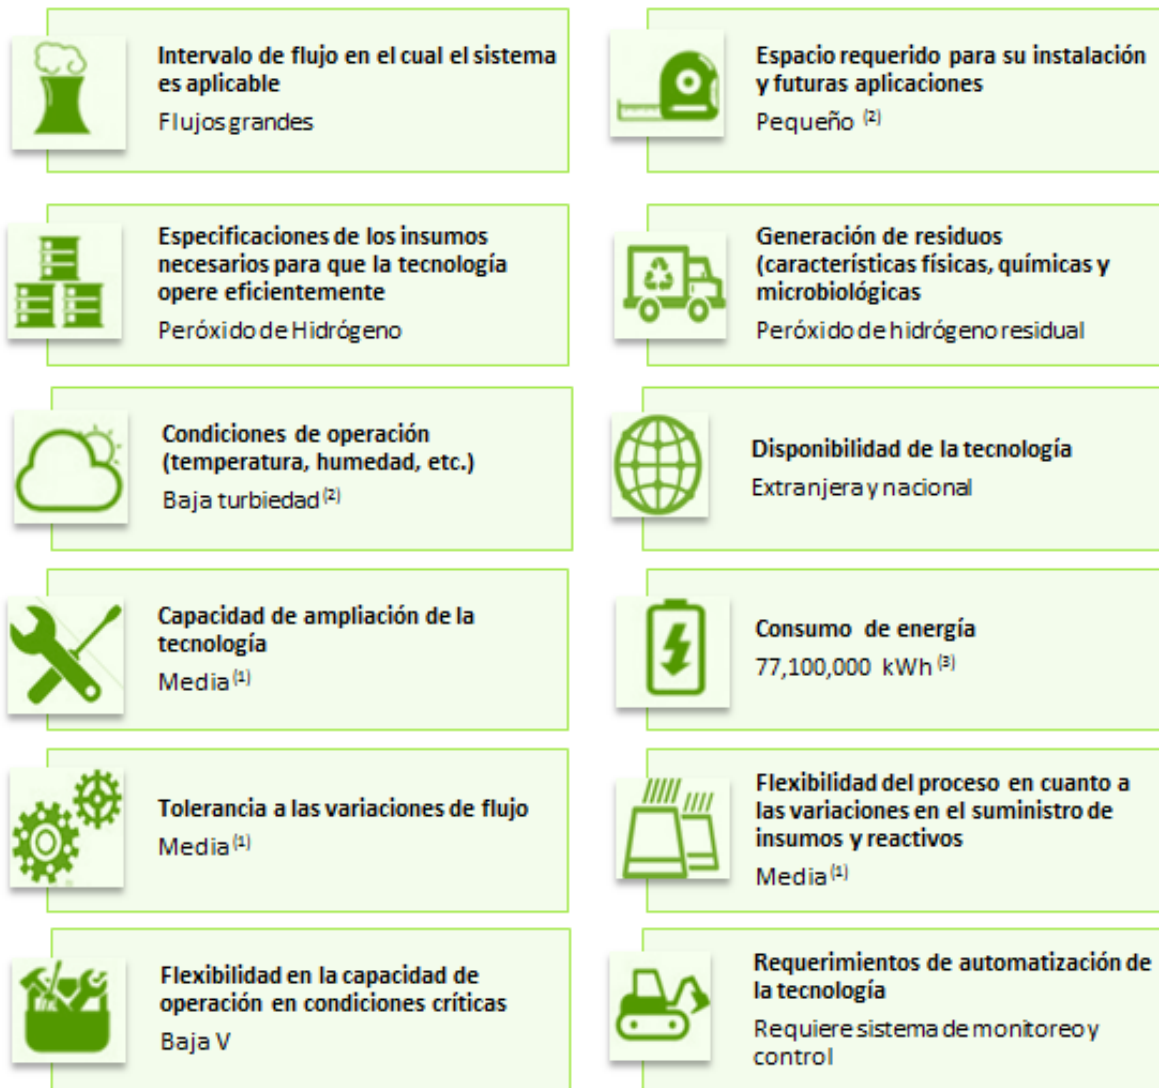 Intervalo de flujo en el cual el sistema
es aplicable
Flujos grandes
Espacio requerido para su instalación
y futuras aplicaciones
Pequeño (2)
Especificaciones de los insumos
necesarios para que la tecnología
opere eficientemente
Peróxido de Hidrógeno
Generación de residuos
(características físicas, químicas y
microbiológicas
Peróxido de hidrógeno residual
Condiciones de operación
(temperatura, humedad, etc.)
Baja turbiedad (2)
Disponibilidad de la tecnología
Extranjera y nacional
Capacidad de ampliación de la
tecnología
Media (1)
Consumo de energía
77,100,000 kWh (3)
Tolerancia a las variaciones de flujo
Media (1)
Flexibilidad del proceso en cuanto a
las variaciones en el suministro de
insumos y reactivos
Media (1)
Flexibilidad en la capacidad de
operación en condiciones críticas
Baja V
Requerimientos de automatización de
la tecnología
Requiere sistema de monitoreo y
control